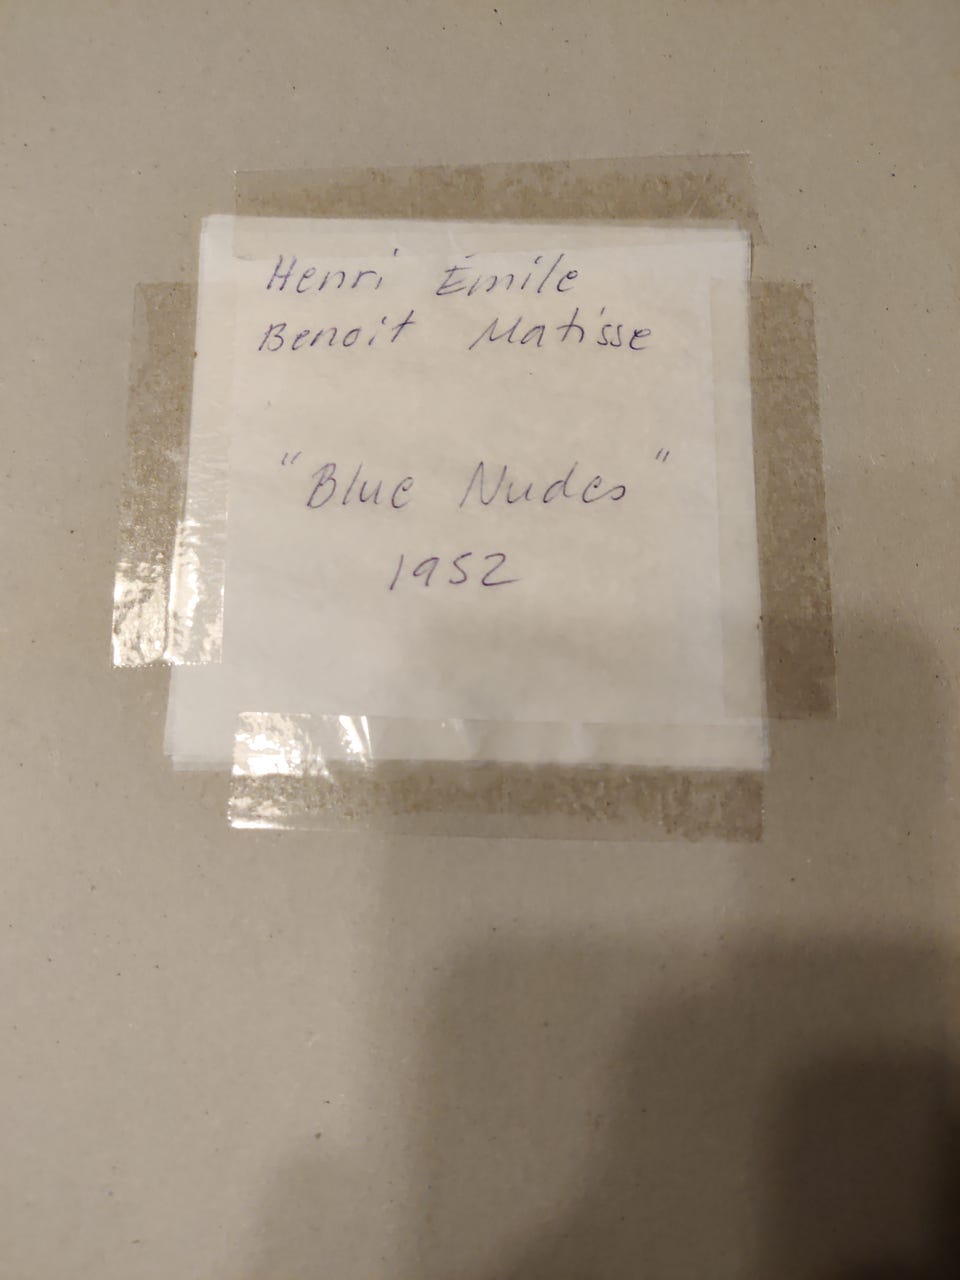 Henri Émile
Benoit Matisse
"Blue Nudes"
1952